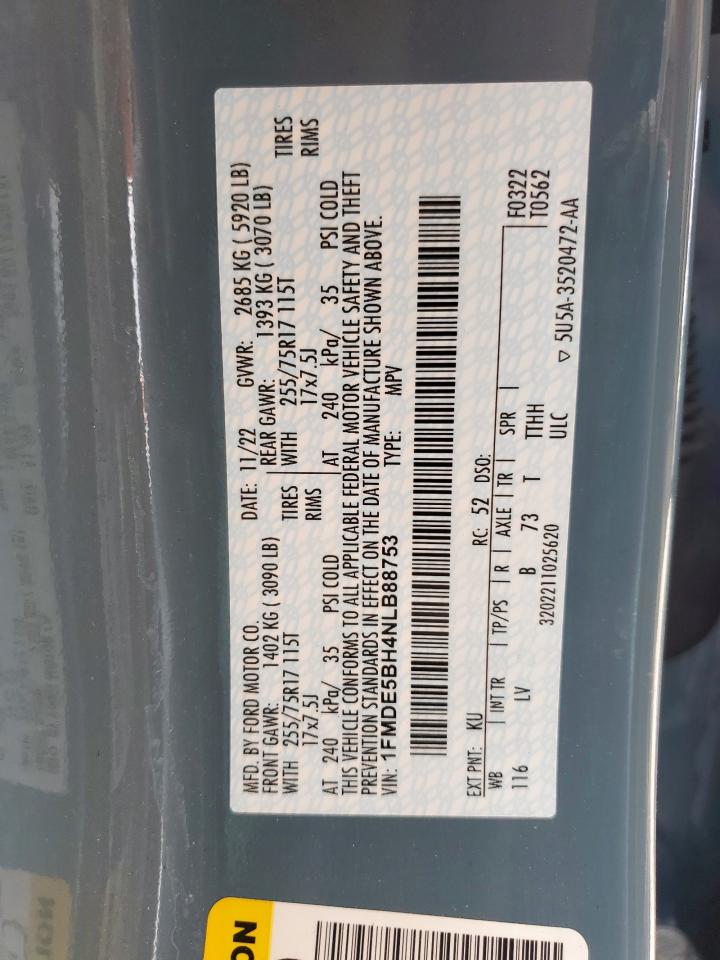 MFD. BY FORD MOTOR CO. DATE: 11/22 GVWR: 2685 KG ( 5920 LB)
FRONT GAWR: 1402 KG ( 3090 LB) REAR GAWR: 1393 KG ( 3070 LB)
WITH 255/75R17 115T TIRES WITH 255/75R17 115T TIRES
17x7.5J RIMS 17x7.5J RIMS
AT 240 kPa/ 35 PSI COLD AT 240 kPa/ 35 PSI COLD
THIS VEHICLE CONFORMS TO ALL APPLICABLE FEDERAL MOTOR VEHICLE SAFETY AND THEFT
PREVENTION STANDARDS IN EFFECT ON THE DATE OF MANUFACTURE SHOWN ABOVE.
VIN: 1FMDE5BH4NLB88753 TYPE: MPV
EXT PNT: KU RC: 52 DSO:
WB INT TR TP/PS R AXLE TR SPR F0322
116 LV B 73 T TTHH T0562
3202211025620 ULC
▽ 5U5A-3520472-AA